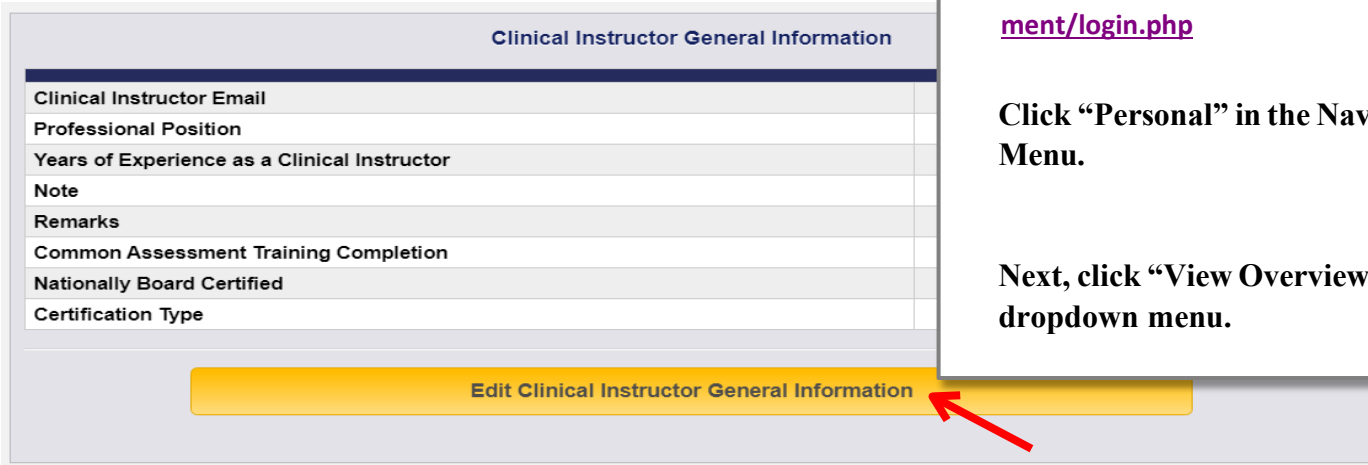 Clinical Instructor General Information
Clinical Instructor Email
Professional Position
Years of Experience as a Clinical Instructor
Note
Remarks
Common Assessment Training Completion
Nationally Board Certified
Certification Type
Edit Clinical Instructor General Information
ment/login.php
Click “Personal” in the Nav
Menu.
Next, click “View Overview
dropdown menu.